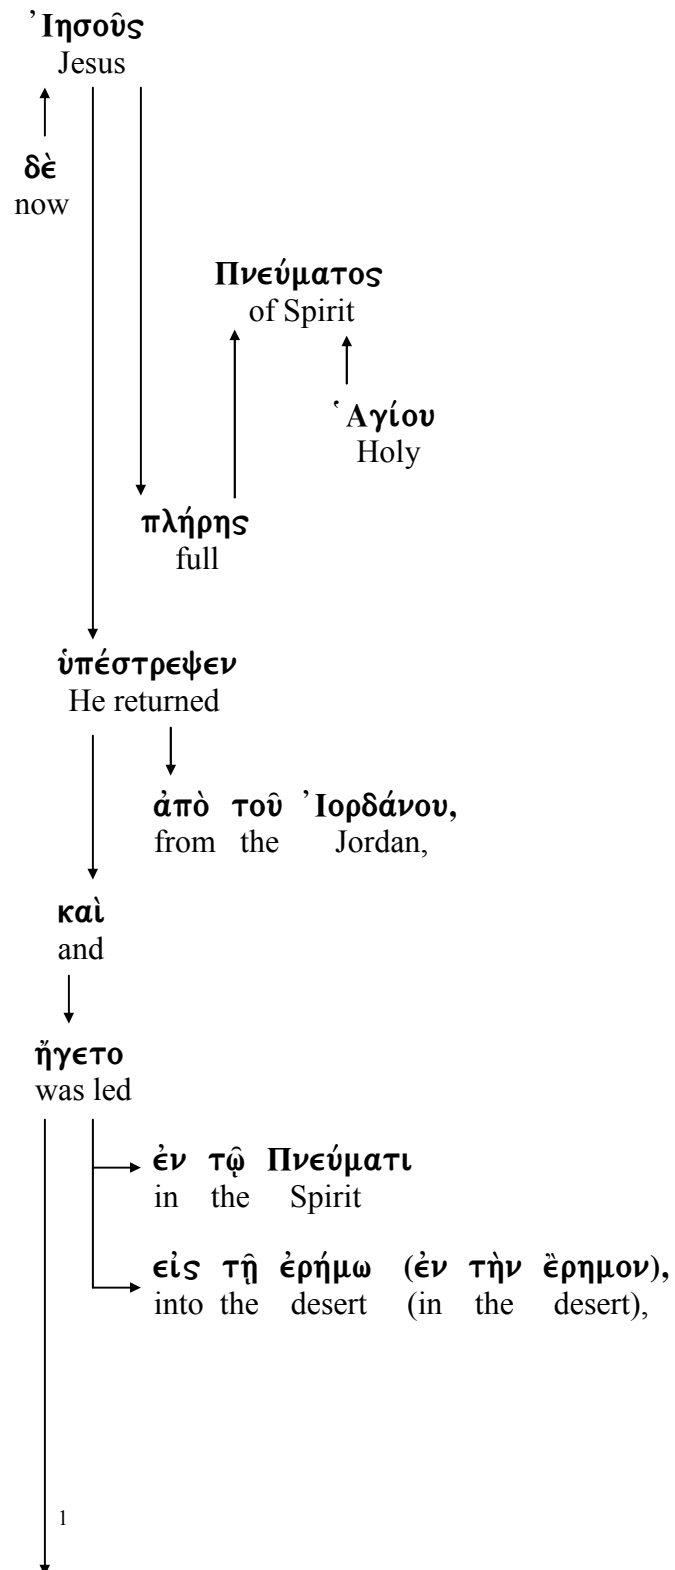 Ἰησοῦς
Jesus
δὲ
now
Πνεύματος
of Spirit
Ἁγίου
Holy
πλήρης
full
ὑπέστρεψεν
He returned
ἀπὸ τοῦ Ἰορδάνου,
from the Jordan,
καὶ
and
ἤγετο
was led
ἐν τῷ Πνεύματι
in the Spirit
εἰς τῇ ἐρήμω (ἐν τὴν ἒρημον),
into the desert (in the desert),
1